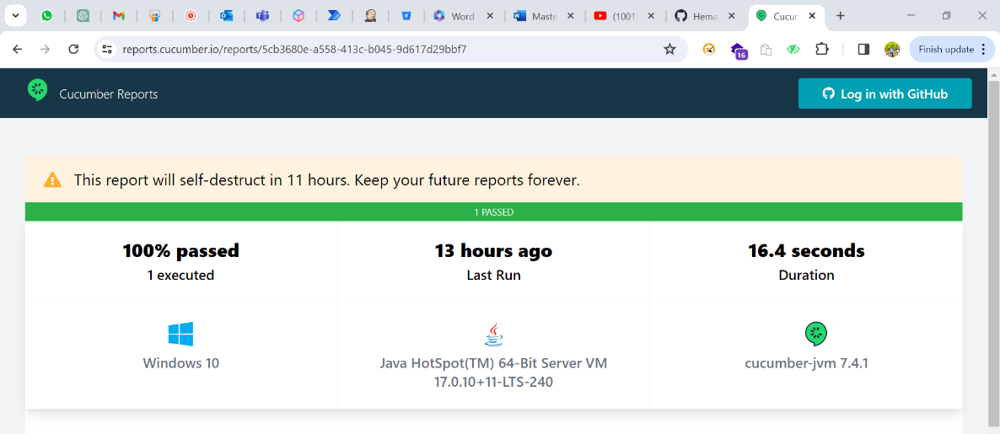 Word
Maste
(1001)
Hema
Cucum
reports.cucumber.io/reports/5cb3680e-a558-413c-b045-9d617d29bbf7
16
Finish update
Cucumber Reports
Log in with GitHub
This report will self-destruct in 11 hours. Keep your future reports forever.
1 PASSED
100% passed
1 executed
13 hours ago
Last Run
16.4 seconds
Duration
Windows 10
Java HotSpot(TM) 64-Bit Server VM
17.0.10+11-LTS-240
cucumber-jvm 7.4.1